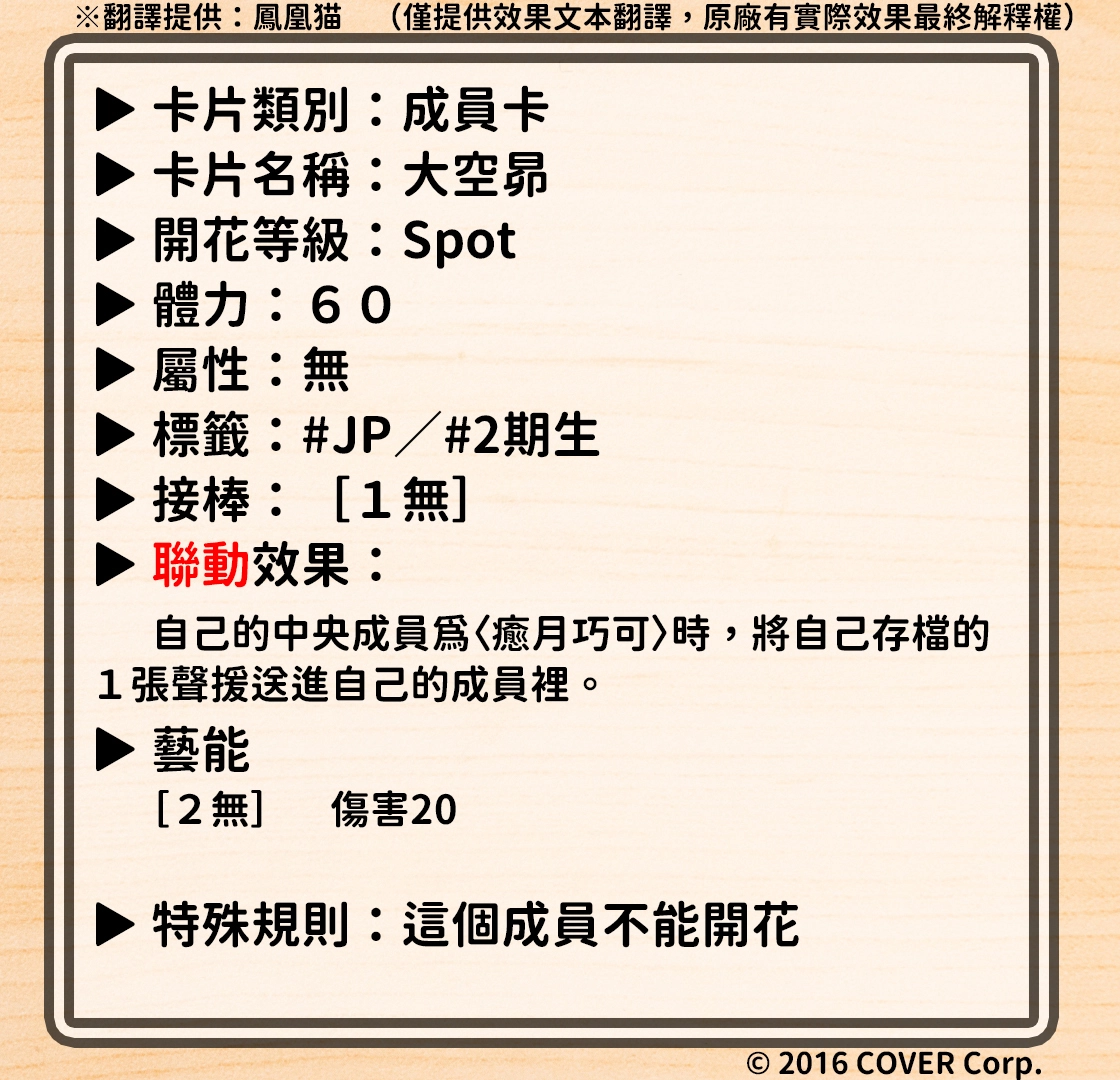 ※翻譯提供：鳳凰猫　（僅提供效果文本翻譯，原廠有實際效果最終解釋權）
▶ 卡片類別：成員卡
▶ 卡片名稱：大空昴
▶ 開花等級：Spot
▶ 體力：６０
▶ 屬性：無
▶ 標籤：#JP／#2期生
▶ 接棒：［１無］
▶ 聯動效果：
自己的中央成員爲〈癒月巧可〉時，將自己存檔的
１張聲援送進自己的成員裡。
▶ 藝能
［２無］　傷害20
▶ 特殊規則：這個成員不能開花
© 2016 COVER Corp.